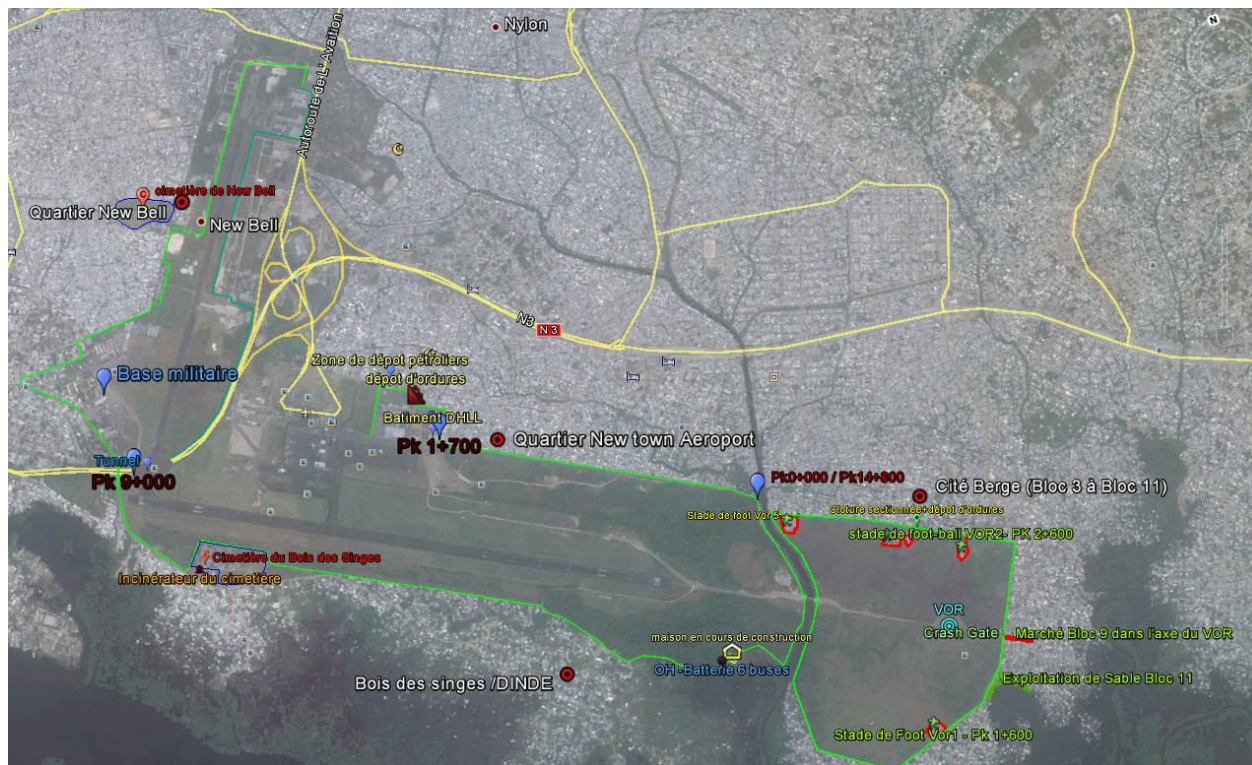 Nylon
N
Autoroute de L' Avaition
cimetière de New Bell
C
Quartier New Bell
New Bell
N3
N 3
Zone de dépot pétroliers
dépot d'ordures
Base militaire
Batiment DHLL
Pk 1+700
Quartier New town Aeroport
Tunnel
Pk 9+000
Pk0+000 / Pk14+800
Cité Berge (Bloc 3 à Bloc 11)
Cloture sectionnée+dépot d'ordures
Stade de foot Vor 5
stade de foot-ball VOR2- PK 2+600
Cimetière du Bois des Singes
Incinérateur du cimetière
VOR
Crash Gate
Marché Bloc 9 dans l'axe du VOR
maison en cours de construction
OH -Batterie 6 buses
Bois des singes /DINDE
Exploitation de Sable Bloc 11
Stade de Foot Vor1 - Pk 1+600